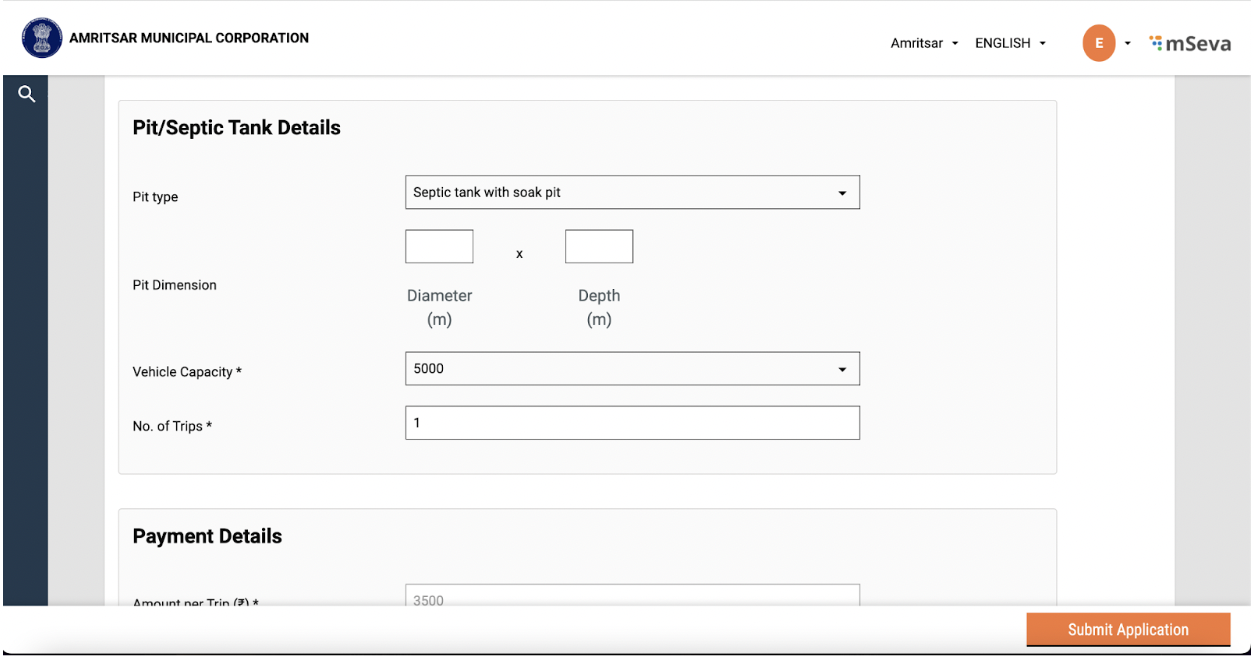 AMRITSAR MUNICIPAL CORPORATION
Amritsar
ENGLISH
E
mSeva
Pit/Septic Tank Details
Pit type
Septic tank with soak pit
x
Pit Dimension
Diameter (m)
Depth (m)
Vehicle Capacity *
5000
No. of Trips *
1
Payment Details
Amount per Trip (₹) *
3500
Submit Application